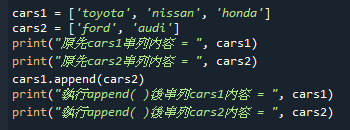 cars1 = ['toyota', 'nissan', 'honda']
cars2 = ['ford', 'audi']
print("原先cars1串列內容 = ", cars1)
print("原先cars2串列內容 = ", cars2)
cars1.append(cars2)
print("執行append( )後串列cars1內容 = ", cars1)
print("執行append( )後串列cars2內容 = ", cars2)